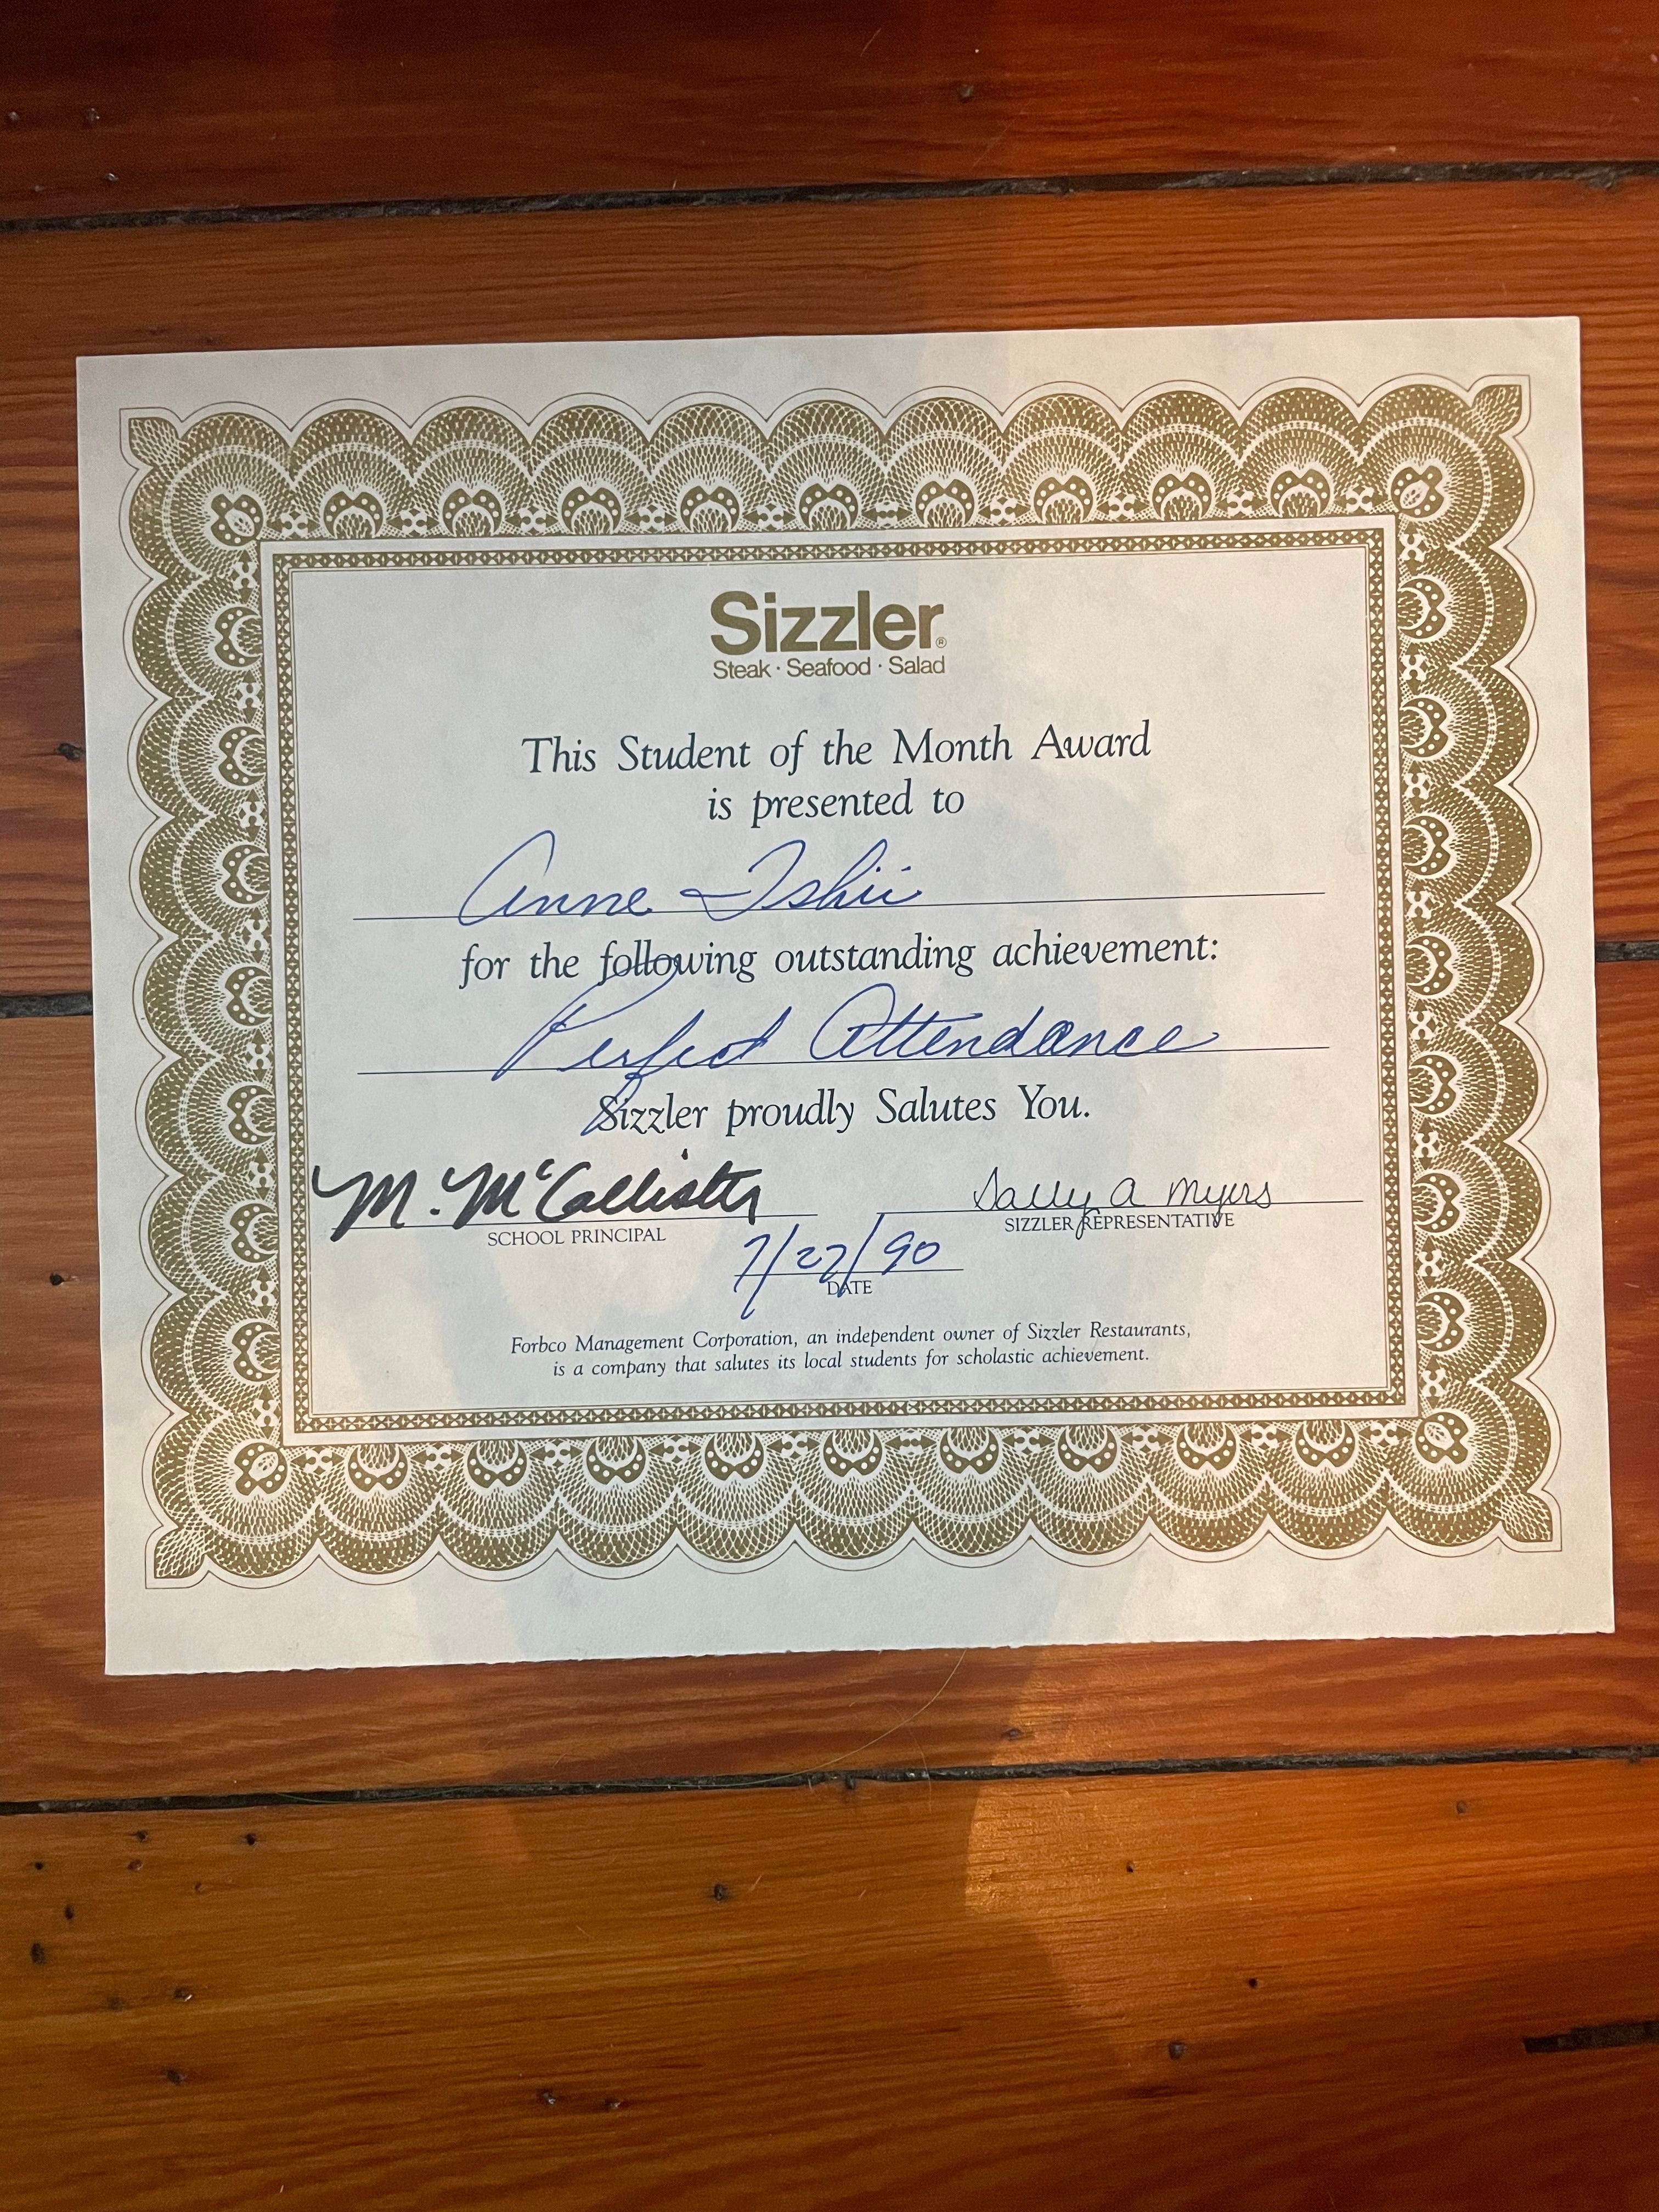 Sizzler®
Steak · Seafood · Salad
This Student of the Month Award
is presented to
Anne Ishii
for the following outstanding achievement:
Perfect Attendance
Sizzler proudly Salutes You.
M. McCallister
SCHOOL PRINCIPAL
Sally A Myers
SIZZLER REPRESENTATIVE
7/27/90
DATE
Forbco Management Corporation, an independent owner of Sizzler Restaurants,
is a company that salutes its local students for scholastic achievement.